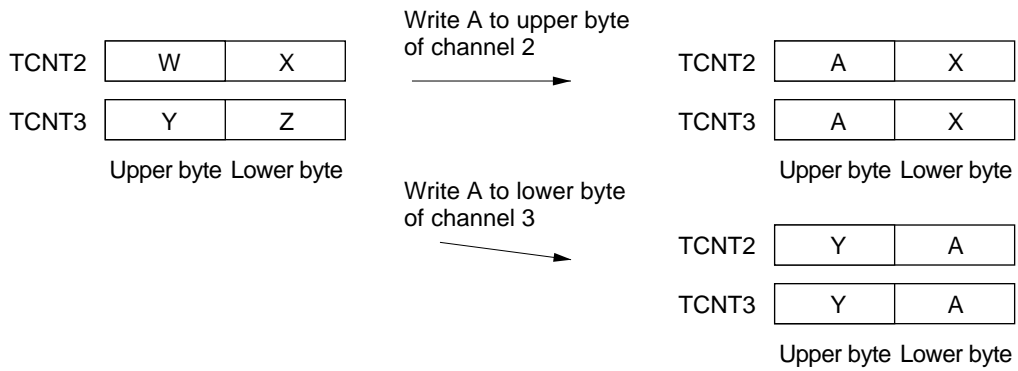 Write A to upper byte
of channel 2
TCNT2 W X
TCNT3 Y Z
Upper byte Lower byte
TCNT2 A X
TCNT3 A X
Upper byte Lower byte
Write A to lower byte
of channel 3
TCNT2 Y A
TCNT3 Y A
Upper byte Lower byte